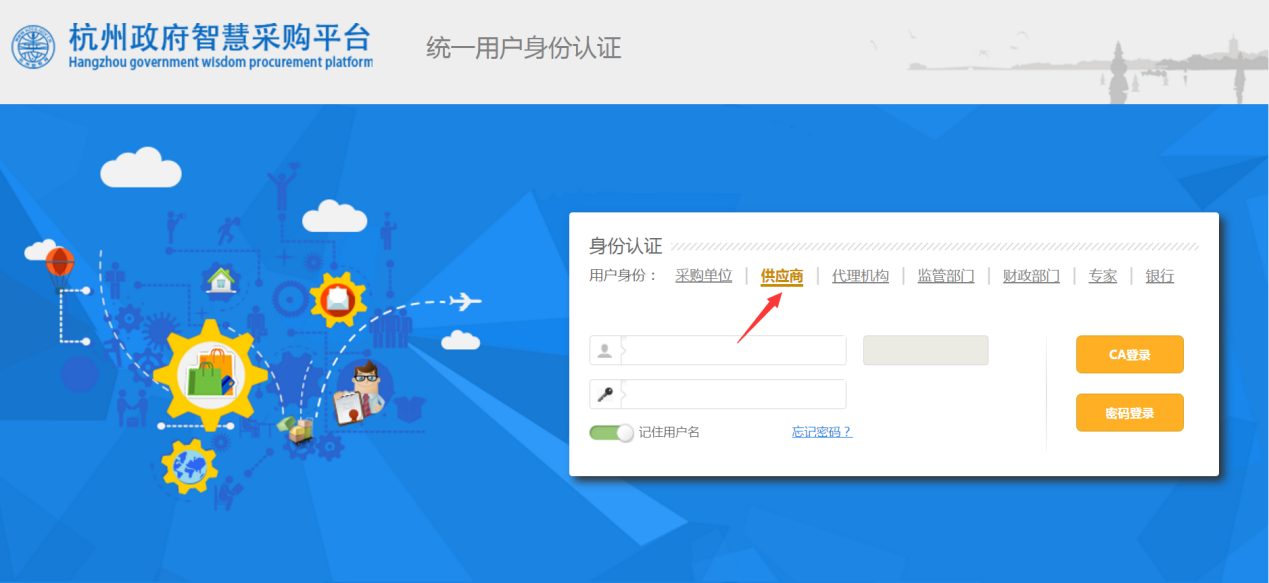 杭州政府智慧采购平台
Hangzhou government wisdom procurement platform
统一用户身份认证
身份认证
用户身份： 采购单位 | 供应商 | 代理机构 | 监管部门 | 财政部门 | 专家 | 银行
CA登录
密码登录
记住用户名 忘记密码？